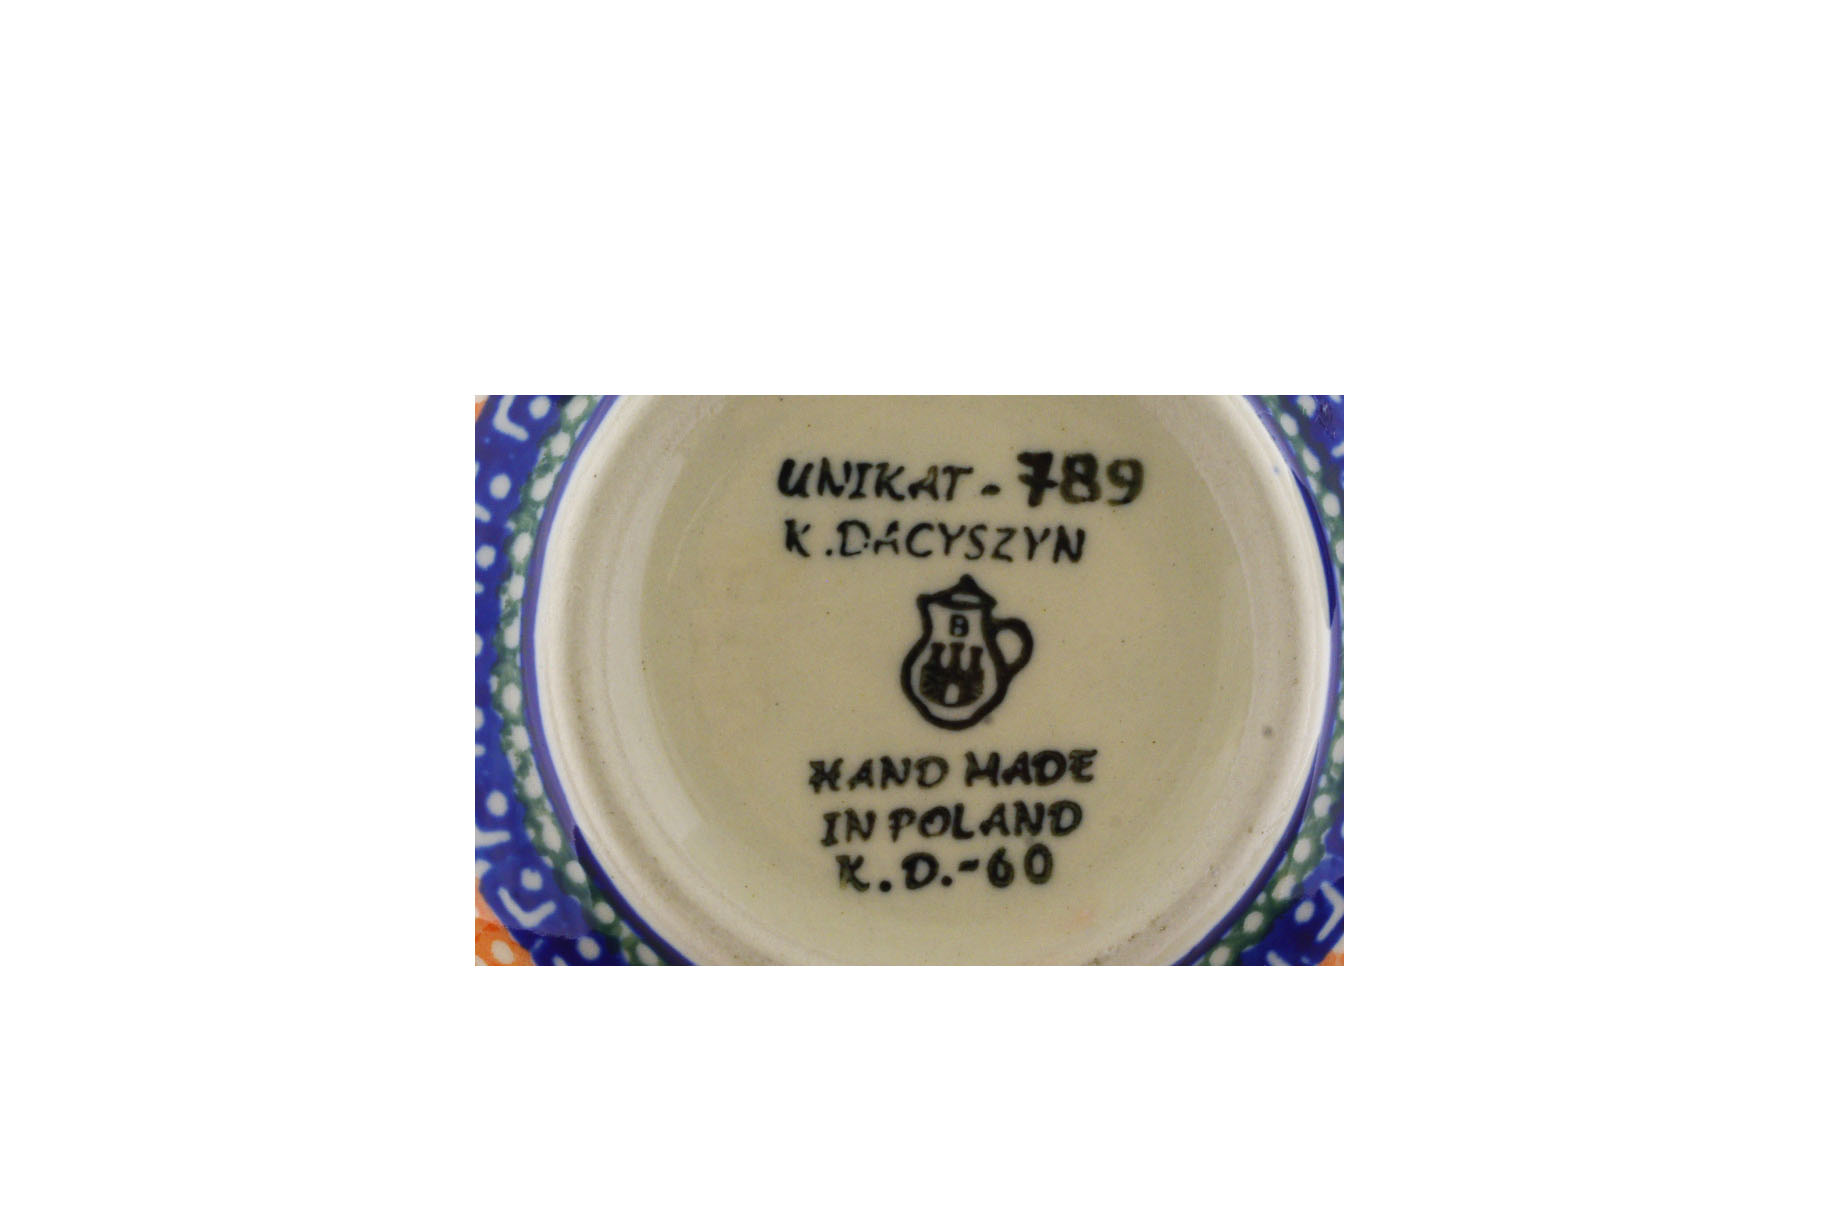 UNIKAT - 789
K. DACYSZYN
B
HAND MADE
IN POLAND
K. D.-60